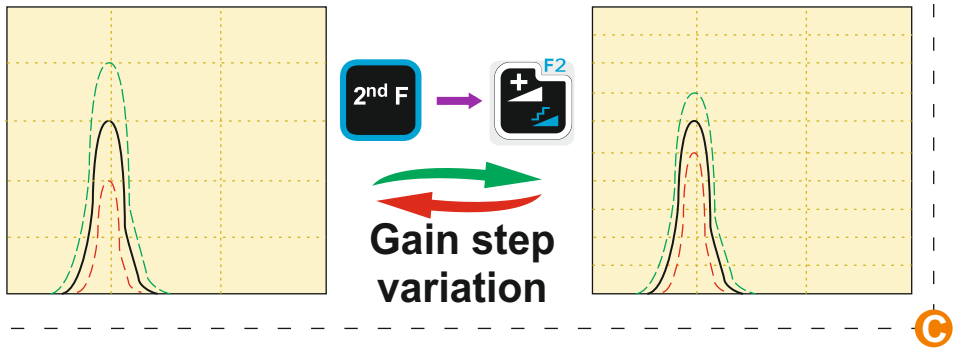 F2
2nd F
Gain step
variation
C